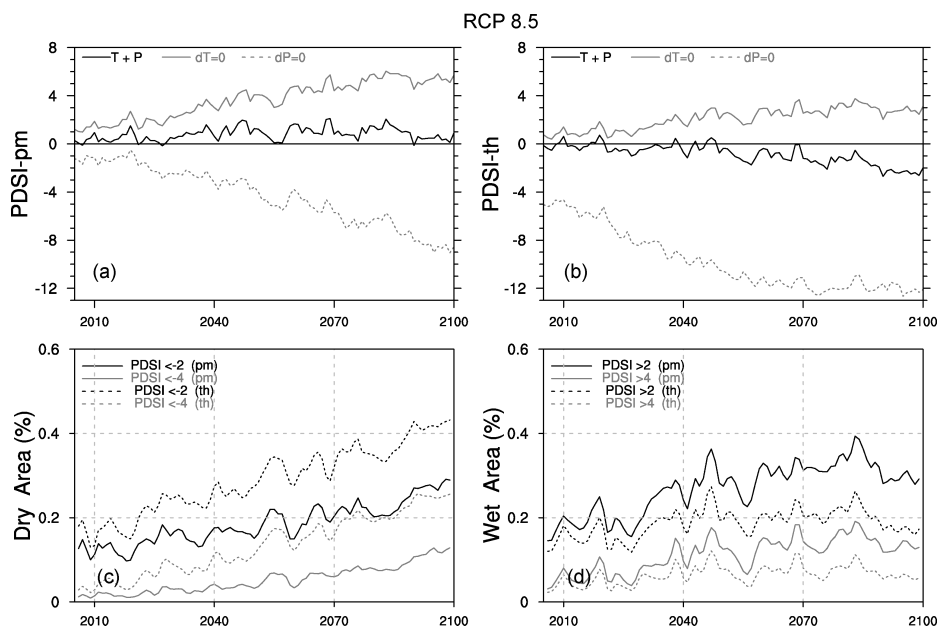 RCP 8.5
8
4
0
-4
-8
-12
PDSI-pm
T + P dT=0 dP=0
(a)
2010 2040 2070 2100
8
4
0
-4
-8
-12
PDSI-th
T + P dT=0 dP=0
(b)
2010 2040 2070 2100
0.6
0.4
0.2
0
Dry Area (%)
PDSI <-2 (pm)
PDSI <-4 (pm)
PDSI <-2 (th)
PDSI <-4 (th)
(c)
2010 2040 2070 2100
0.6
0.4
0.2
0
Wet Area (%)
PDSI >2 (pm)
PDSI >4 (pm)
PDSI >2 (th)
PDSI >4 (th)
(d)
2010 2040 2070 2100